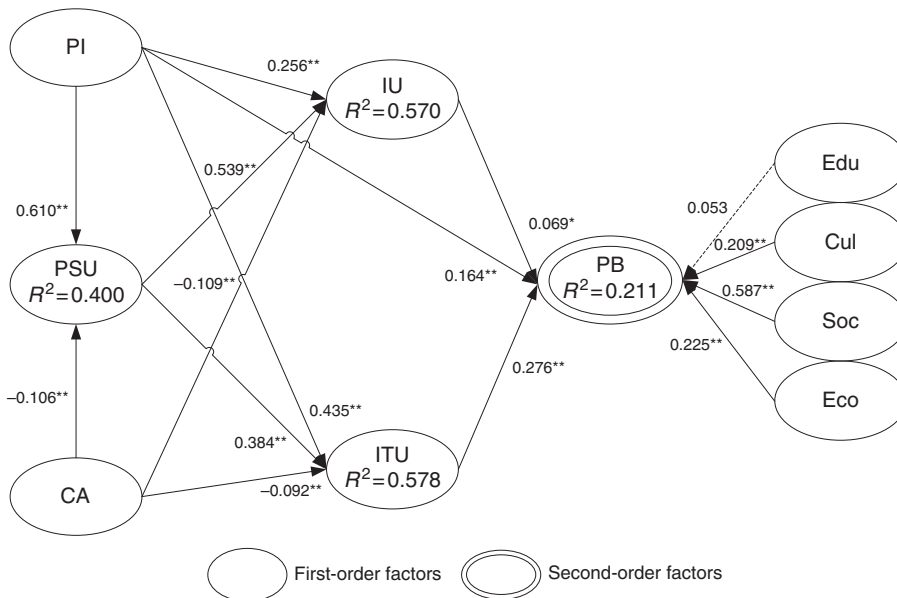 PI
0.256**
IU
R²=0.570
Edu
0.539**
0.053
0.610**
0.069*
0.209**
Cul
PSU
R²=0.400
–0.109**
0.164**
PB
R²=0.211
0.587**
Soc
0.225**
–0.106**
0.435**
0.276**
Eco
0.384**
ITU
R²=0.578
CA
–0.092**
First-order factors
Second-order factors